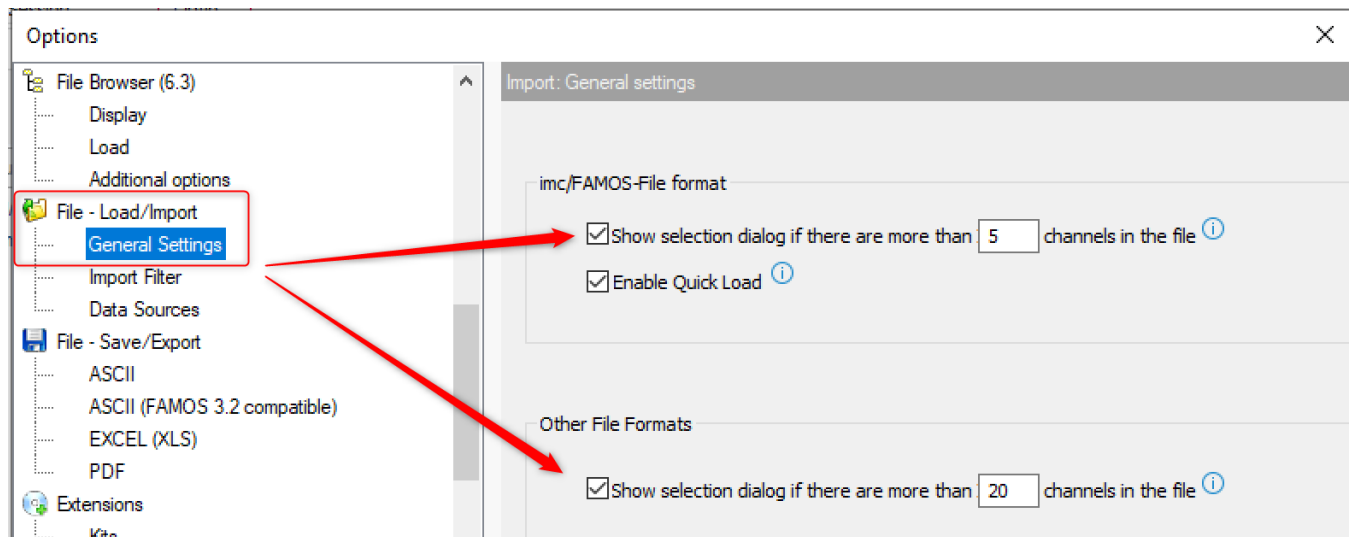 Options
File Browser (6.3)
Display
Load
Additional options
File - Load/Import
General Settings
Import Filter
Data Sources
File - Save/Export
ASCII
ASCII (FAMOS 3.2 compatible)
EXCEL (XLS)
PDF
Extensions
Kits
Import: General settings
imc/FAMOS-File format
Show selection dialog if there are more than 5 channels in the file
Enable Quick Load
Other File Formats
Show selection dialog if there are more than 20 channels in the file